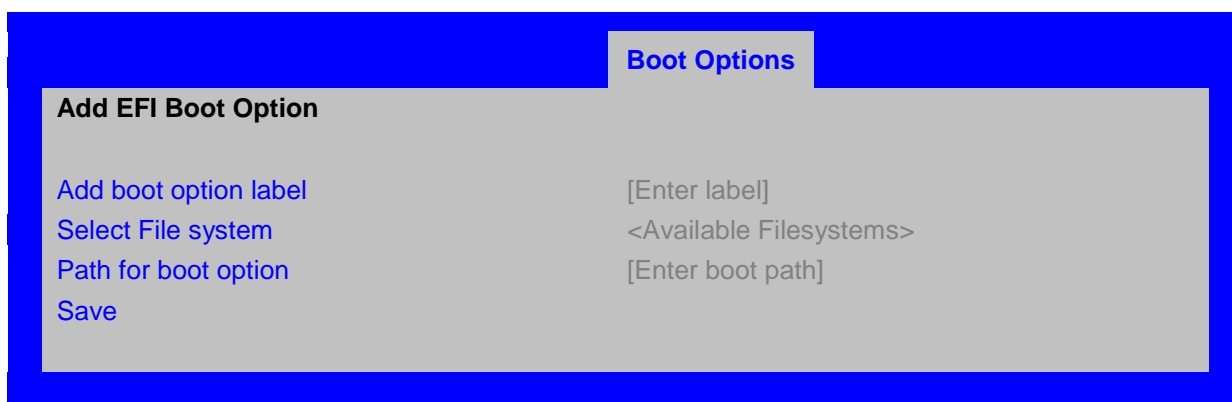 Boot Options
Add EFI Boot Option
Add boot option label [Enter label]
Select File system <Available Filesystems>
Path for boot option [Enter boot path]
Save